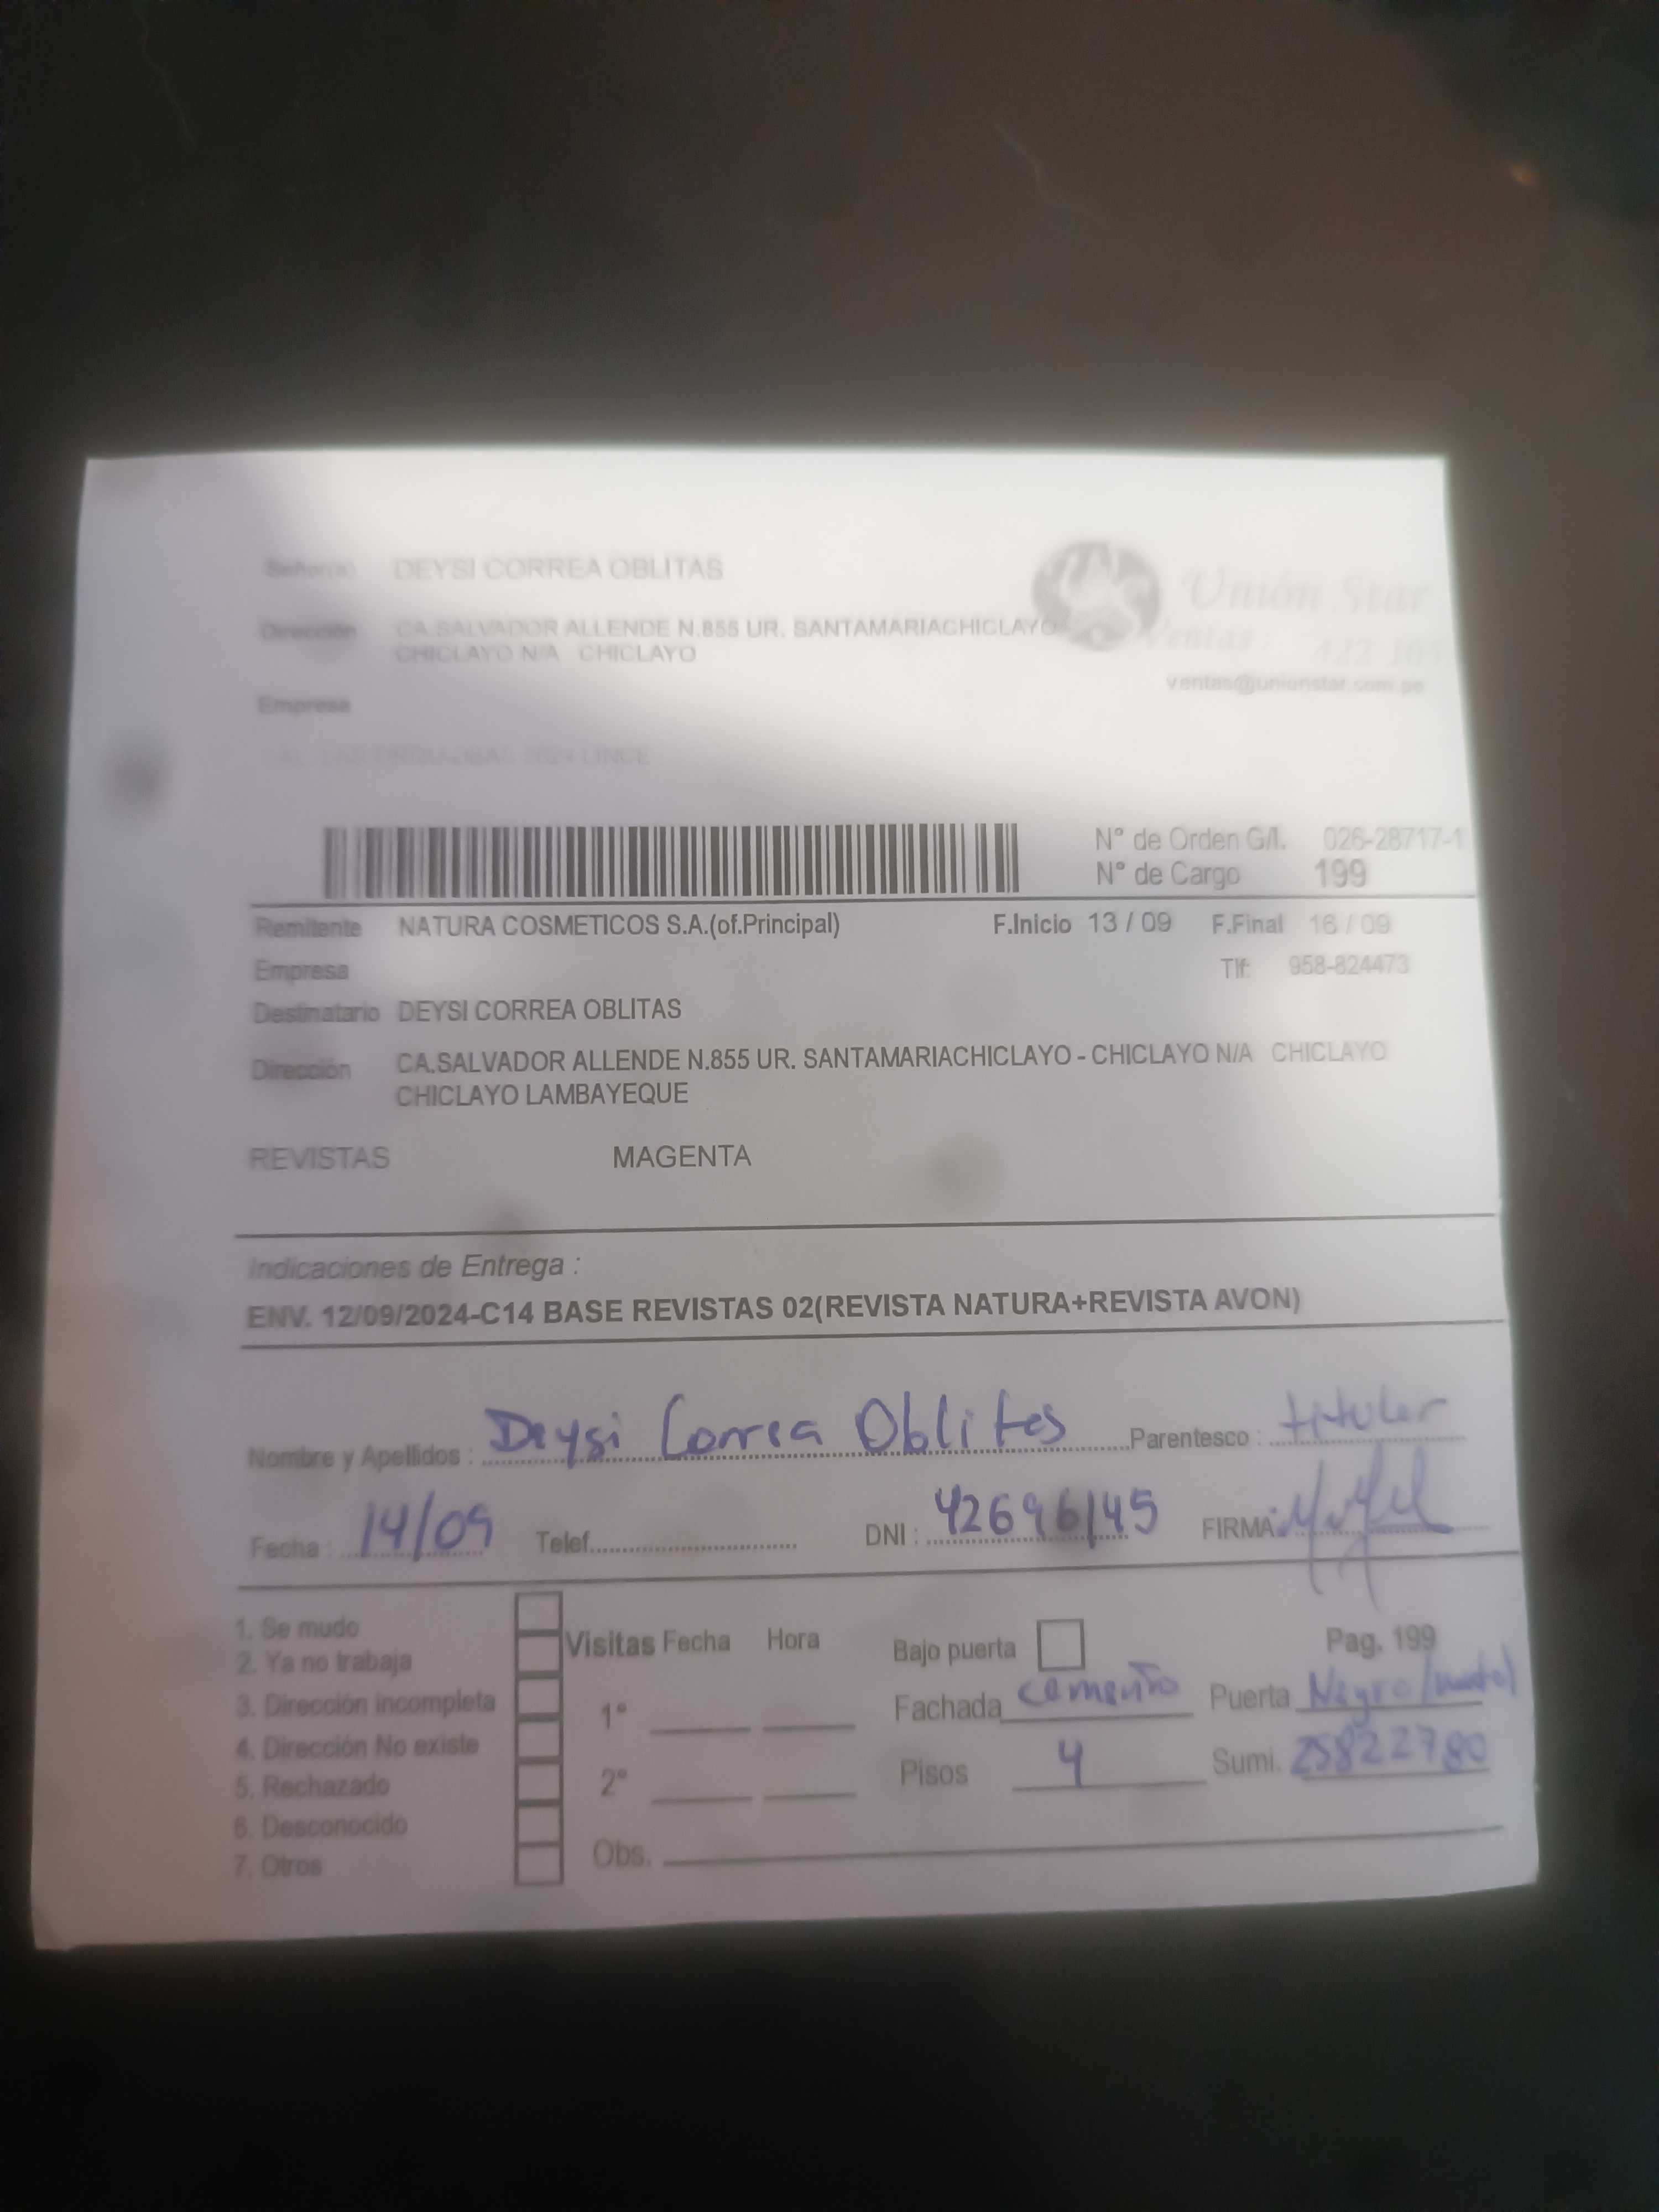 Señor(a) DEYSI CORREA OBLITAS
Dirección CA.SALVADOR ALLENDE N.855 UR. SANTAMARIACHICLAYO
CHICLAYO N/A CHICLAYO
Unión Star
Ventas
ventas@unionstar.com.pe
Empresa
LINCE
N° de Orden G/I. 026-28717-1
N° de Cargo 199
Remitente NATURA COSMETICOS S.A.(of.Principal) F.Inicio 13 / 09 F.Final 16 / 09
Empresa Tlf: 958-824473
Destinatario DEYSI CORREA OBLITAS
Dirección CA.SALVADOR ALLENDE N.855 UR. SANTAMARIACHICLAYO - CHICLAYO N/A CHICLAYO
CHICLAYO LAMBAYEQUE
REVISTAS MAGENTA
Indicaciones de Entrega :
ENV. 12/09/2024-C14 BASE REVISTAS 02(REVISTA NATURA+REVISTA AVON)
Nombre y Apellidos : Deysi Correa Oblitas Parentesco : titular
Fecha 14/09 Telef. DNI : 42696145 FIRMA:
1. Se mudo
2. Ya no trabaja
3. Dirección incompleta
4. Dirección No existe
5. Rechazado
6. Desconocido
7. Otros
Visitas Fecha Hora
1°
2°
Obs.
Bajo puerta Pag. 199
Fachada cemento Puerta Negro/metal
Pisos 4 Sumi. 25822780